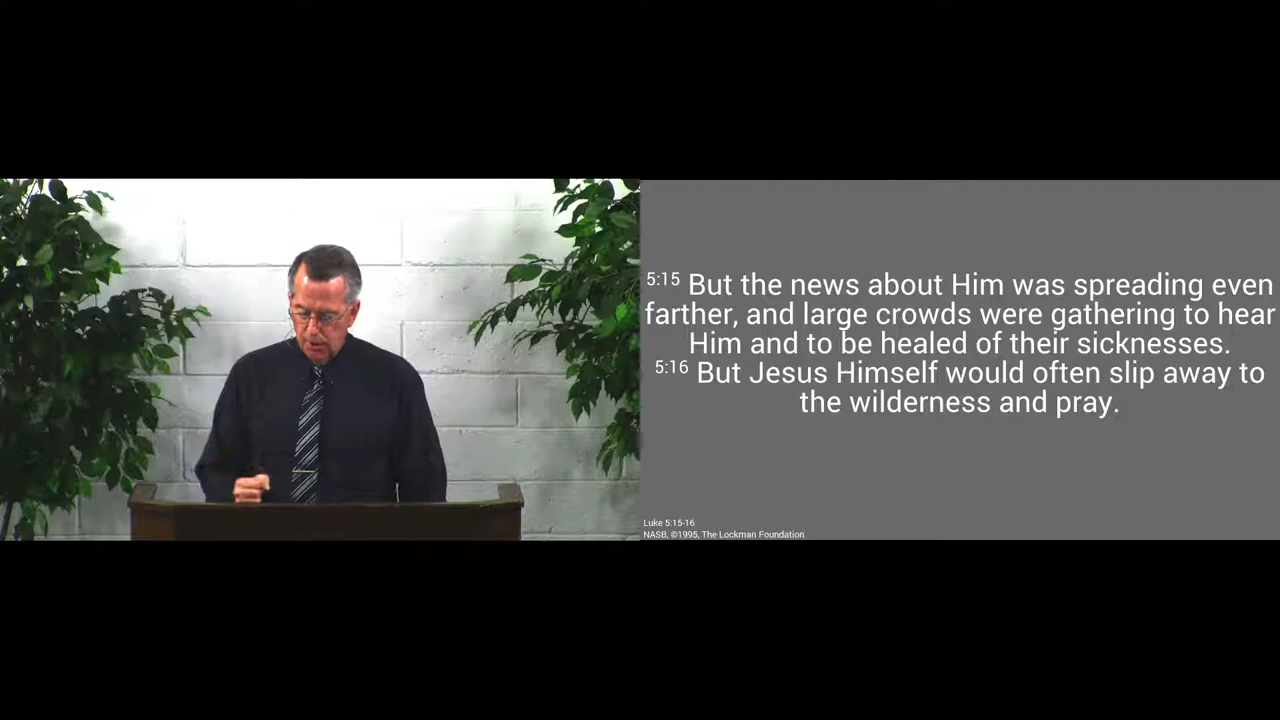 5:15 But the news about Him was spreading even
farther, and large crowds were gathering to hear
Him and to be healed of their sicknesses.
5:16 But Jesus Himself would often slip away to
the wilderness and pray.
Luke 5:15-16
NASB, ©1995, The Lockman Foundation